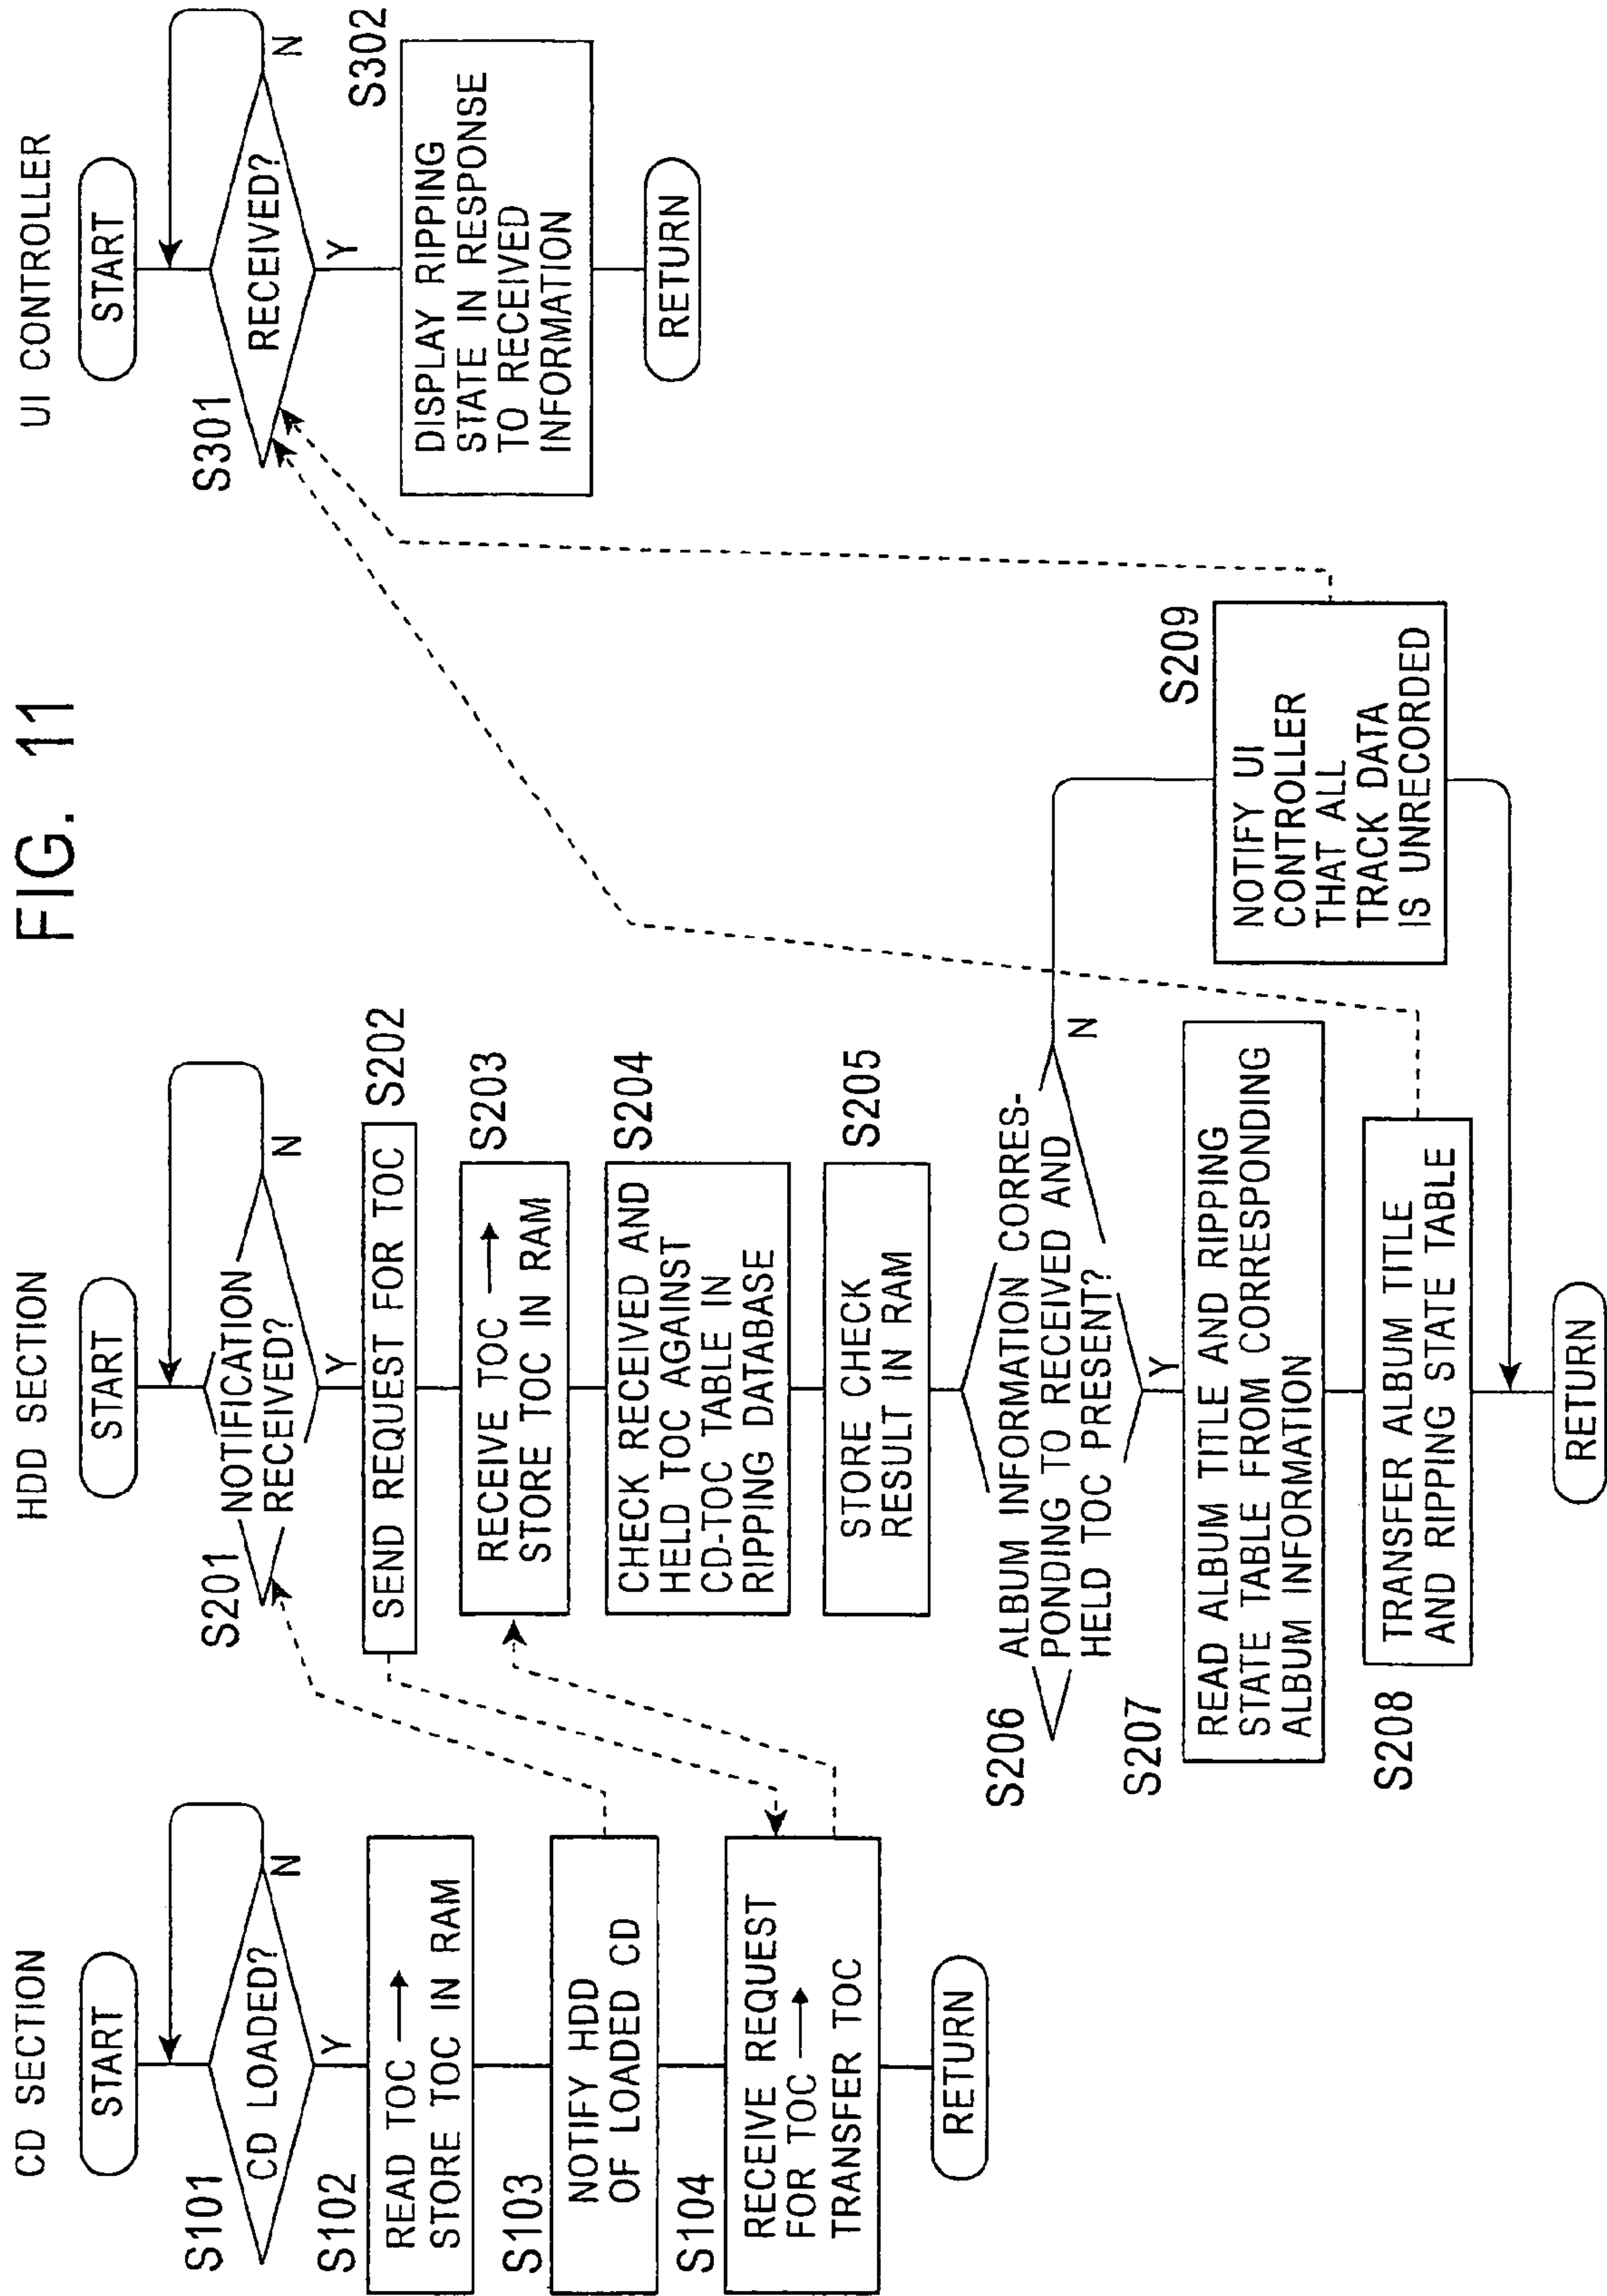 FIG. 11
CD SECTION
START
S101
CD LOADED?
N
Y
S102
READ TOC →
STORE TOC IN RAM
S103
NOTIFY HDD
OF LOADED CD
S104
RECEIVE REQUEST
FOR TOC →
TRANSFER TOC
RETURN
HDD SECTION
START
S201
NOTIFICATION
RECEIVED?
N
Y
S202
SEND REQUEST FOR TOC
S203
RECEIVE TOC →
STORE TOC IN RAM
S204
CHECK RECEIVED AND
HELD TOC AGAINST
CD-TOC TABLE IN
RIPPING DATABASE
S205
STORE CHECK
RESULT IN RAM
S206
ALBUM INFORMATION CORRES-
PONDING TO RECEIVED AND
HELD TOC PRESENT?
N
Y
S207
READ ALBUM TITLE AND RIPPING
STATE TABLE FROM CORRESPONDING
ALBUM INFORMATION
S208
TRANSFER ALBUM TITLE
AND RIPPING STATE TABLE
S209
NOTIFY UI
CONTROLLER
THAT ALL
TRACK DATA
IS UNRECORDED
RETURN
UI CONTROLLER
START
S301
RECEIVED?
N
Y
S302
DISPLAY RIPPING
STATE IN RESPONSE
TO RECEIVED
INFORMATION
RETURN